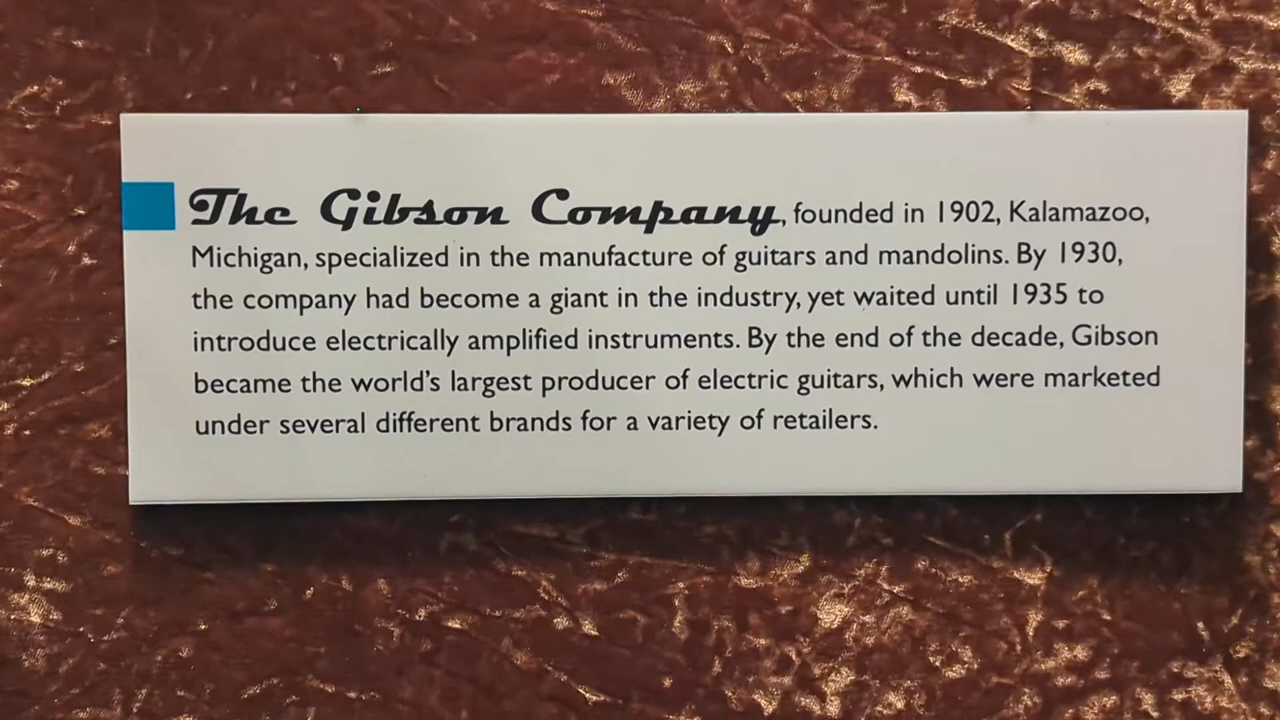 The Gibson Company, founded in 1902, Kalamazoo,
Michigan, specialized in the manufacture of guitars and mandolins. By 1930,
the company had become a giant in the industry, yet waited until 1935 to
introduce electrically amplified instruments. By the end of the decade, Gibson
became the world’s largest producer of electric guitars, which were marketed
under several different brands for a variety of retailers.